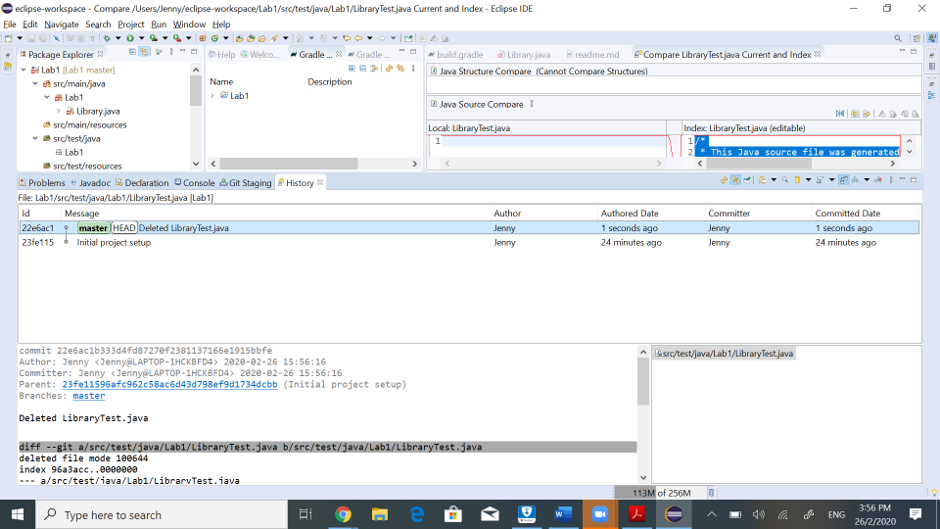 eclipse-workspace - Compare /Users/Jenny/eclipse-workspace/Lab1/src/test/java/Lab1/LibraryTest.java Current and Index - Eclipse IDE
File Edit Navigate Search Project Run Window Help
Package Explorer
Lab1 [Lab1 master]
src/main/java
Lab1
Library.java
src/main/resources
src/test/java
Lab1
src/test/resources
Help Welco... Gradle ... Gradle ...
Name Description
Lab1
build.gradle Library.java readme.md Compare LibraryTest.java Current and Index
Java Structure Compare (Cannot Compare Structures)
Java Source Compare
Local: LibraryTest.java Index: LibraryTest.java (editable)
1 1 /*
2 * This Java source file was generated
Problems Javadoc Declaration Console Git Staging History
File: Lab1/src/test/java/Lab1/LibraryTest.java [Lab1]
Id Message Author Authored Date Committer Committed Date
22e6ac1 master HEAD Deleted LibraryTest.java Jenny 1 seconds ago Jenny 1 seconds ago
23fe115 Initial project setup Jenny 24 minutes ago Jenny 24 minutes ago
commit 22e6ac1b333d4fd87270f2381137166e1915bbfe
Author: Jenny <Jenny@LAPTOP-1HCKBFD4> 2020-02-26 15:56:16
Committer: Jenny <Jenny@LAPTOP-1HCKBFD4> 2020-02-26 15:56:16
Parent: 23fe11596afc962c58ac6d43d798ef9d1734dcbb (Initial project setup)
Branches: master
Deleted LibraryTest.java
diff --git a/src/test/java/Lab1/LibraryTest.java b/src/test/java/Lab1/LibraryTest.java
deleted file mode 100644
index 96a3acc..0000000
--- a/src/test/java/Lab1/LibraryTest.java
src/test/java/Lab1/LibraryTest.java
113M of 256M
Type here to search
3:56 PM
26/2/2020